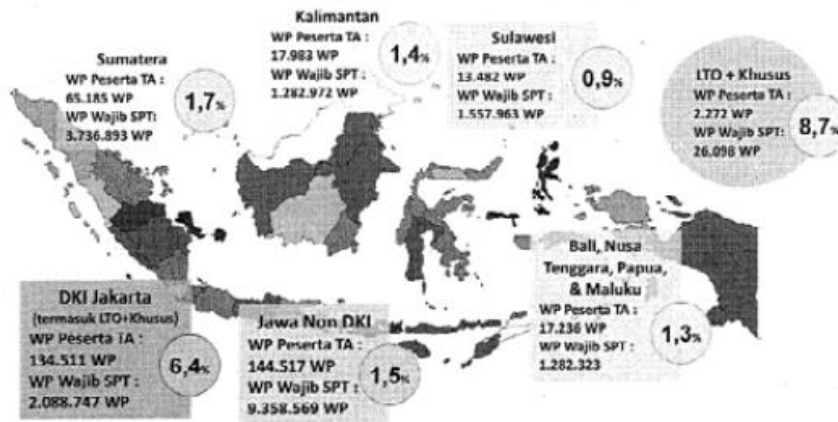 Sumatera
WP Peserta TA :
65.185 WP
WP Wajib SPT:
3.736.893 WP
1,7%
Kalimantan
WP Peserta TA :
17.983 WP
WP Wajib SPT :
1.282.972 WP
1,4%
Sulawesi
WP Peserta TA :
13.482 WP
WP Wajib SPT :
1.557.963 WP
0,9%
LTO + Khusus
WP Peserta TA :
2.272 WP
WP Wajib SPT:
26.098 WP
8,7%
DKI Jakarta
(termasuk LTO+Khusus)
WP Peserta TA :
134.511 WP
WP Wajib SPT :
2.088.747 WP
6,4%
Jawa Non DKI
WP Peserta TA :
144.517 WP
WP Wajib SPT :
9.358.569 WP
1,5%
Bali, Nusa
Tenggara, Papua,
& Maluku
WP Peserta TA :
17.236 WP
WP Wajib SPT :
1.282.323
1,3%